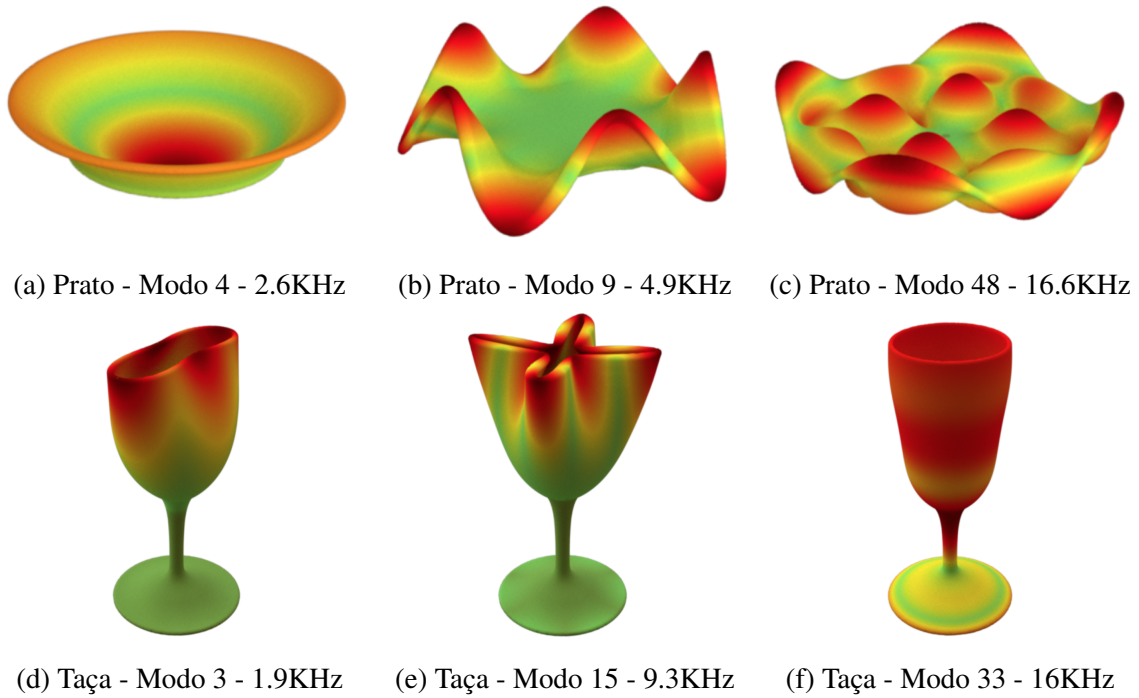 (a) Prato - Modo 4 - 2.6KHz
(b) Prato - Modo 9 - 4.9KHz
(c) Prato - Modo 48 - 16.6KHz
(d) Taça - Modo 3 - 1.9KHz
(e) Taça - Modo 15 - 9.3KHz
(f) Taça - Modo 33 - 16KHz